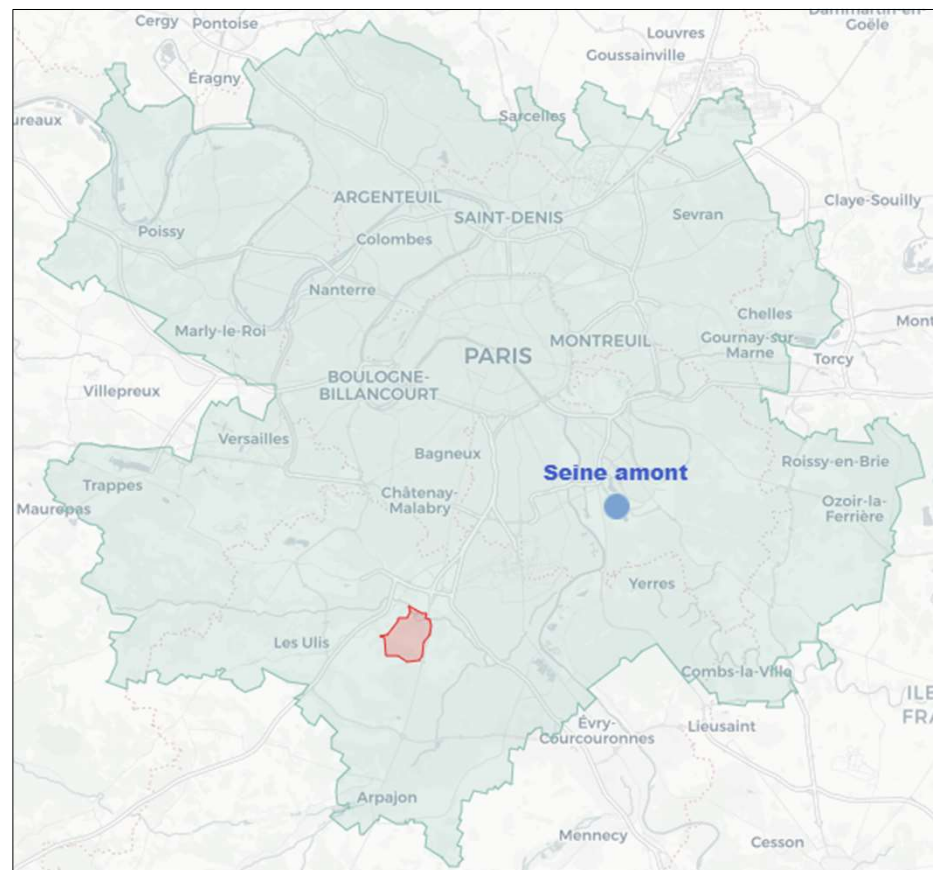 Dammartin-en-
Goële
Cergy
Pontoise
Louvres
Goussainville
Éragny
ureaux
Sarcelles
ARGENTEUIL
Claye-Souilly
SAINT-DENIS
Sevran
Poissy
Colombes
Nanterre
Chelles
Marly-le-Roi
MONTREUIL
Gournay-sur-
Marne
Mont
PARIS
Torcy
BOULOGNE-
BILLANCOURT
Villepreux
Versailles
Bagneux
Roissy-en-Brie
Seine amont
Trappes
Châtenay-
Malabry
Maurepas
Ozoir-la-
Ferrière
Yerres
Les Ulis
Combs-la-Ville
ILE
FRA
Évry-
Courcouronnes
Lieusaint
Arpajon
Mennecy
Cesson